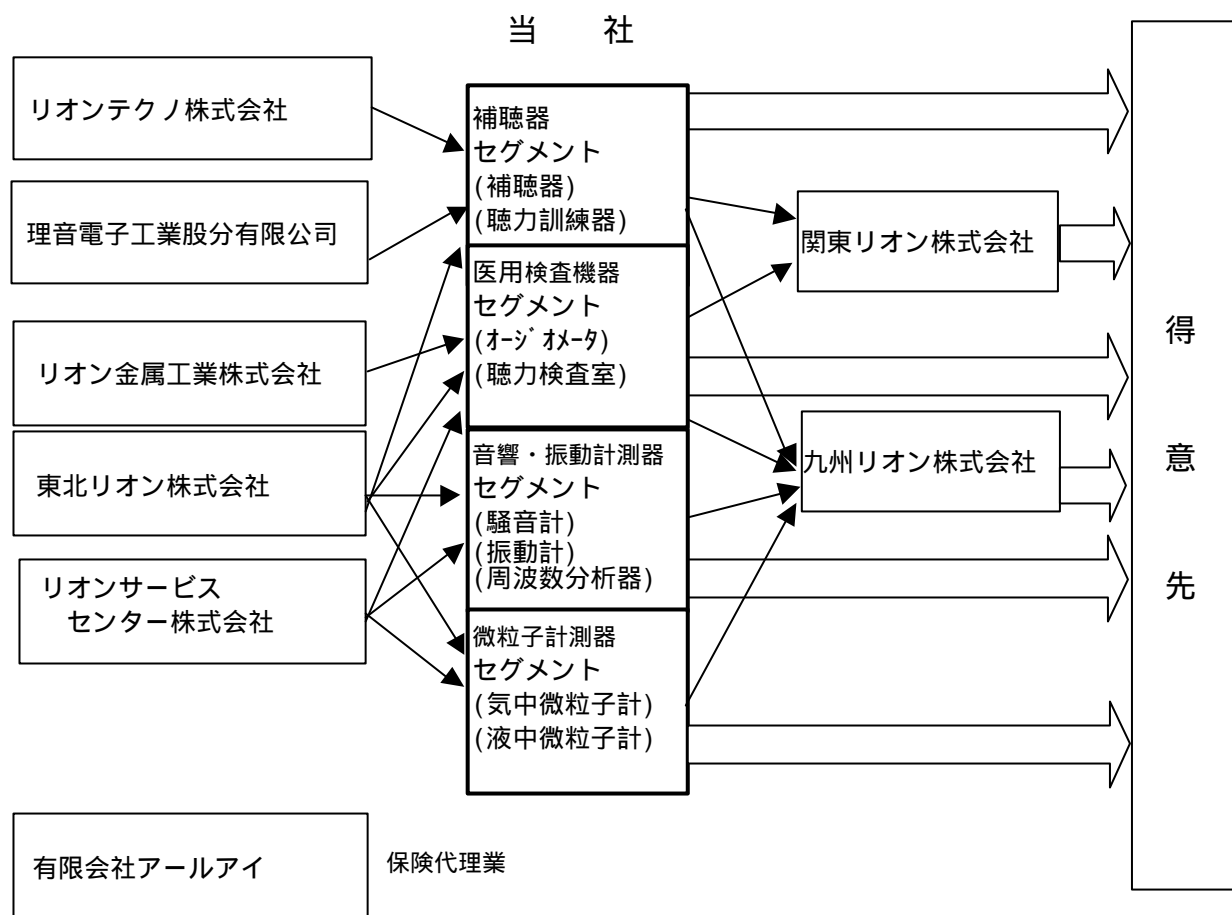 当 社
リオンテクノ株式会社
理音電子工業股分有限公司
リオン金属工業株式会社
東北リオン株式会社
リオンサービス
センター株式会社
有限会社アールアイ
保険代理業
補聴器
セグメント
(補聴器)
(聴力訓練器)
医用検査機器
セグメント
(ｵｰｼﾞｵﾒｰﾀ)
(聴力検査室)
音響・振動計測器
セグメント
(騒音計)
(振動計)
(周波数分析器)
微粒子計測器
セグメント
(気中微粒子計)
(液中微粒子計)
関東リオン株式会社
九州リオン株式会社
得
意
先